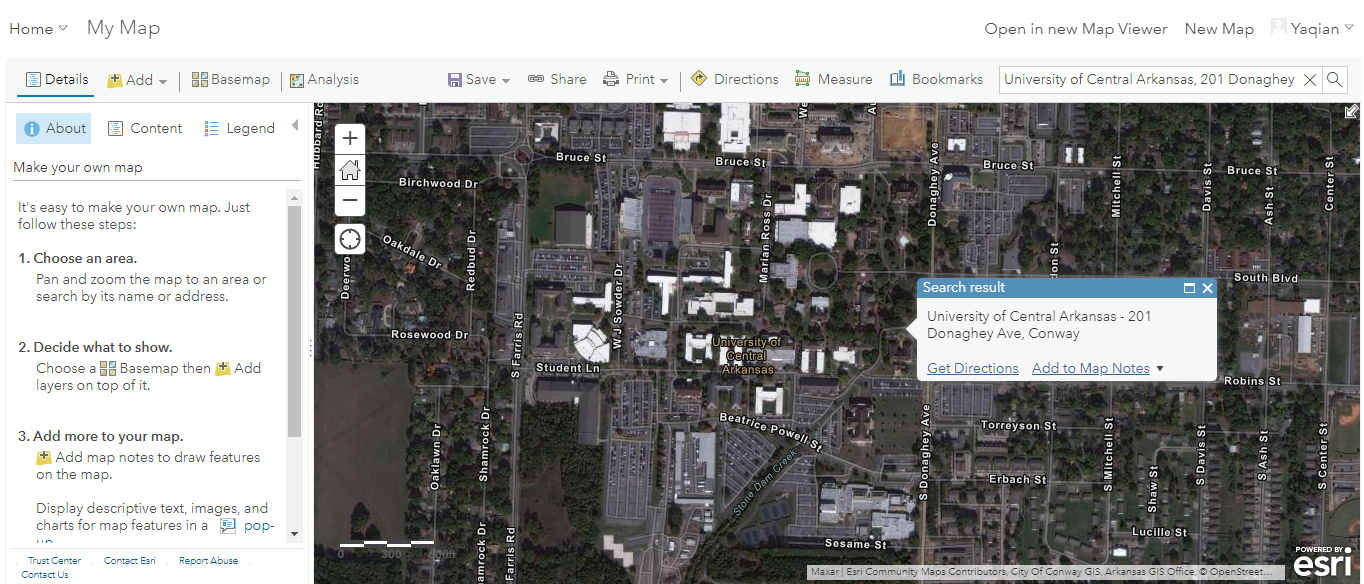 Home
My Map
Open in new Map Viewer
New Map
Yaqian
Details
Add
Basemap
Analysis
Save
Share
Print
Directions
Measure
Bookmarks
University of Central Arkansas, 201 Donaghey
About
Content
Legend
Make your own map
It's easy to make your own map. Just
follow these steps:
1. Choose an area.
Pan and zoom the map to an area or
search by its name or address.
2. Decide what to show.
Choose a Basemap then Add
layers on top of it.
3. Add more to your map.
Add map notes to draw features
on the map.
Display descriptive text, images, and
charts for map features in a pop-
Trust Center
Contact Esri
Report Abuse
Contact Us
+
−
Hubbard Rd
Bruce St
Bruce St
Bruce St
Bruce St
Birchwood Dr
Oakdale Dr
Redbud Dr
Rosewood Dr
S Farris Rd
W J Sowder Dr
Marian Ross Dr
Donaghey Ave
Mitchell St
Davis St
Ash St
Center St
South Blvd
Student Ln
University of
Central
Arkansas
Search result
University of Central Arkansas - 201
Donaghey Ave, Conway
Get Directions
Add to Map Notes
Robins St
Beatrice Powell St
Stone Dam Creek
S Donaghey Ave
Torreyson St
Erbach St
S Mitchell St
Shaw St
S Davis St
S Ash St
S Center St
Lucille St
Sesame St
Oaklawn Dr
Shamrock Dr
0 300 600ft
Maxar | Esri Community Maps Contributors, City Of Conway GIS, Arkansas GIS Office, © OpenStreet...
POWERED BY
esri